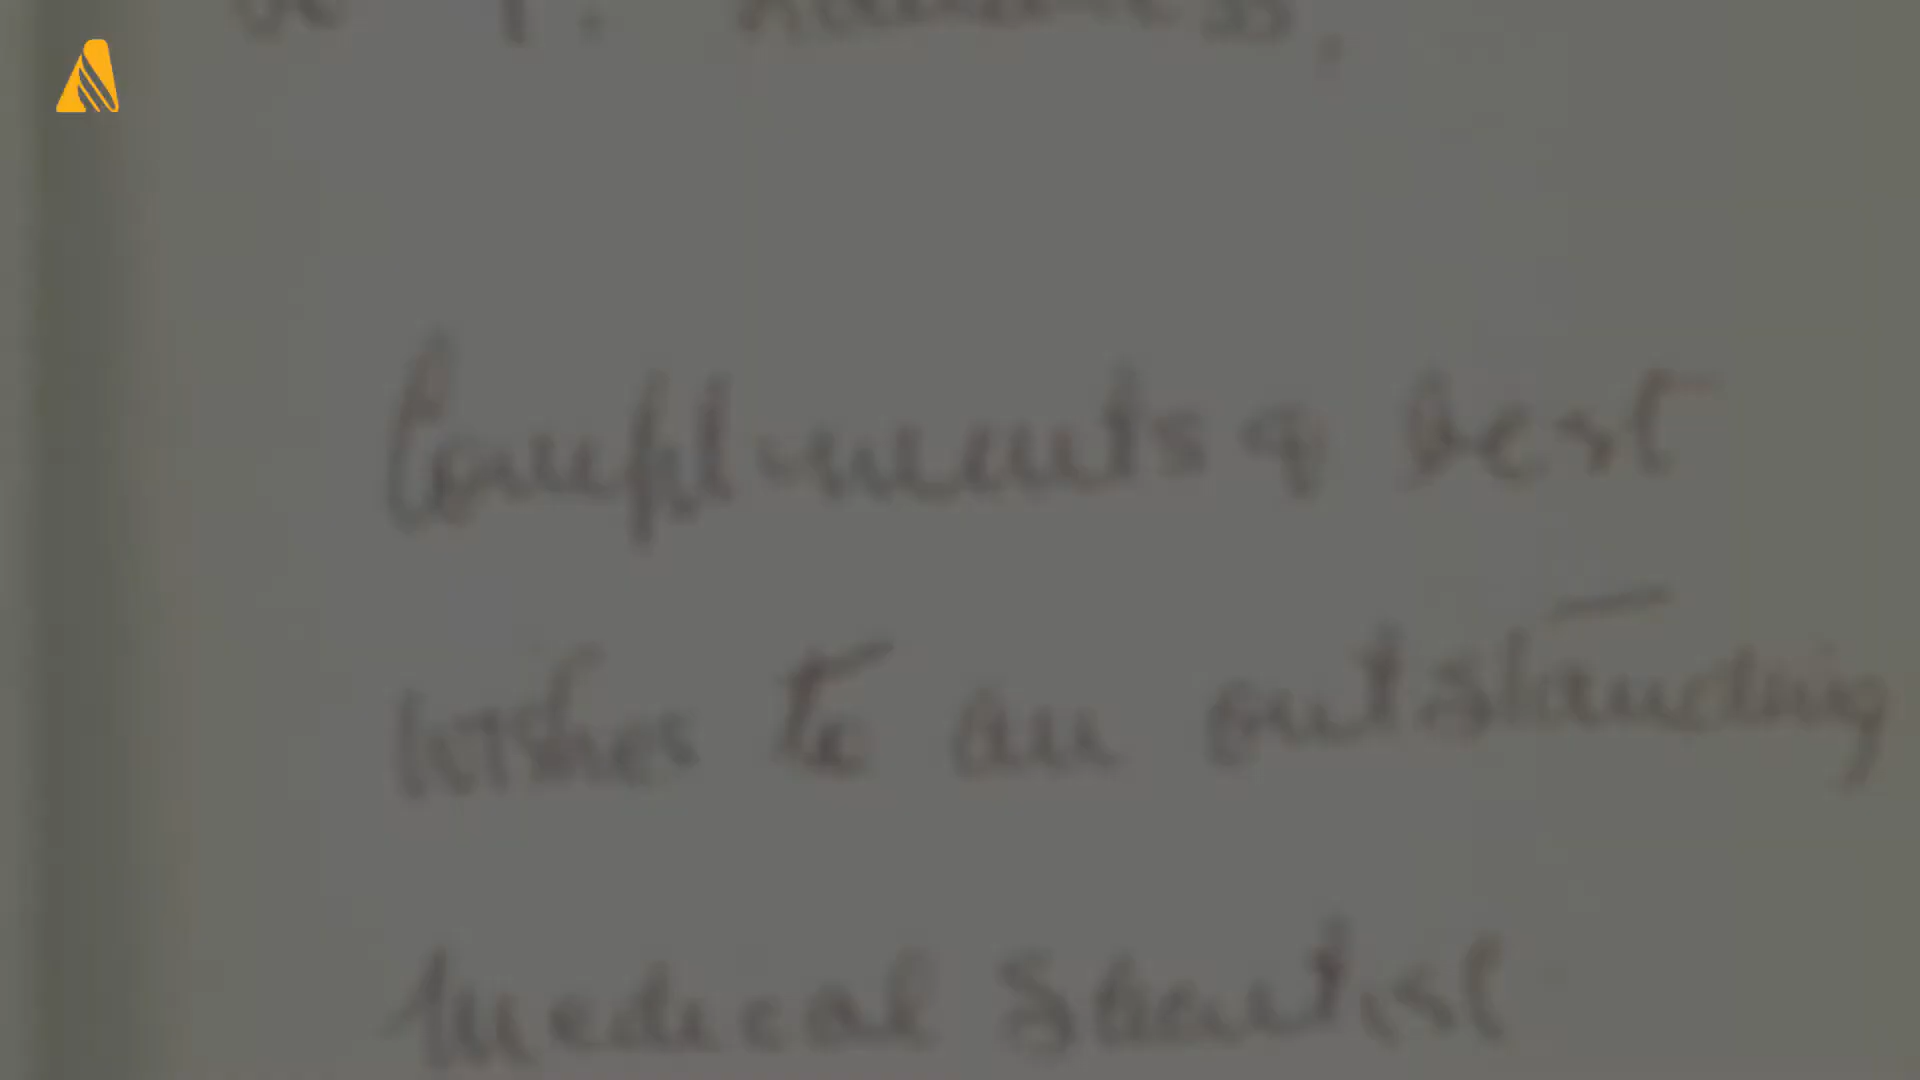 Compliments & best
wishes to an outstanding
Medical Scientist